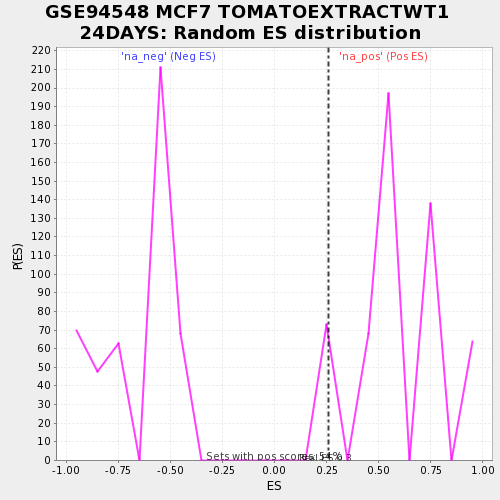 GSE94548 MCF7 TOMATOEXTRACTWT1
24DAYS: Random ES distribution
'na_neg' (Neg ES)
'na_pos' (Pos ES)
220
210
200
190
180
170
160
150
140
130
120
110
100
90
80
70
60
50
40
30
20
10
0
P(ES)
Sets with pos scores: 54%
-1.00 -0.75 -0.50 -0.25 0.00 0.25 0.50 0.75 1.00
ES